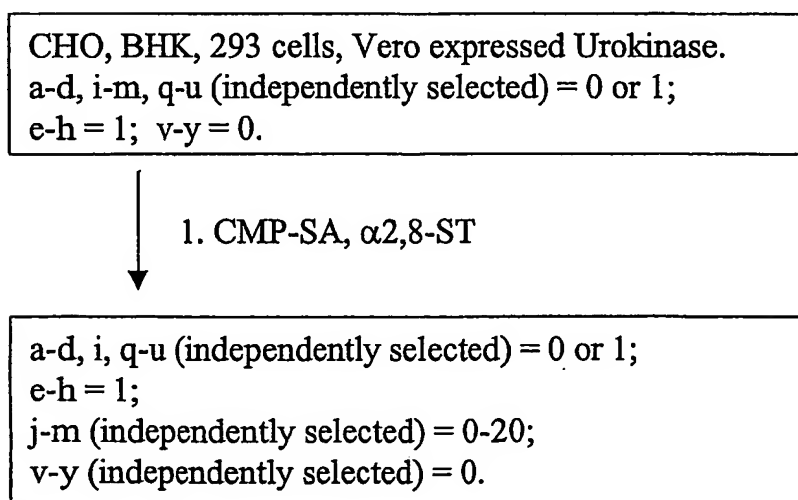 CHO, BHK, 293 cells, Vero expressed Urokinase.
a-d, i-m, q-u (independently selected) = 0 or 1;
e-h = 1; v-y = 0.
1. CMP-SA, α2,8-ST
a-d, i, q-u (independently selected) = 0 or 1;
e-h = 1;
j-m (independently selected) = 0-20;
v-y (independently selected) = 0.